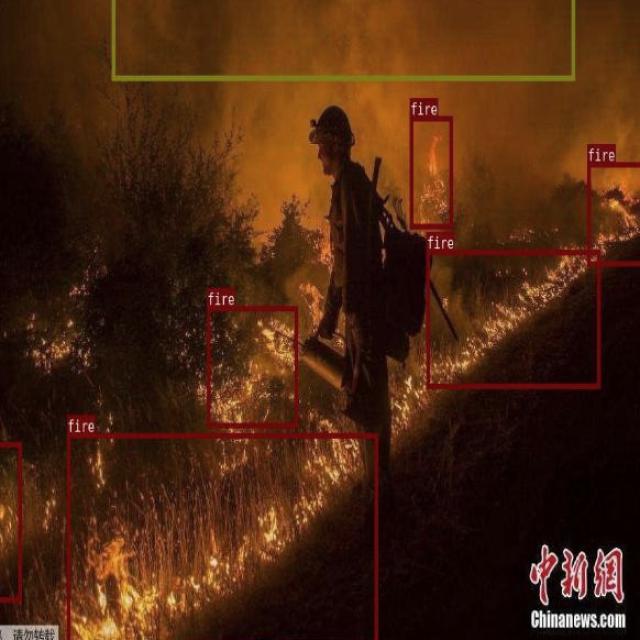 fire
fire
fire
fire
fire
中新网
Chinanews.com
请勿转载